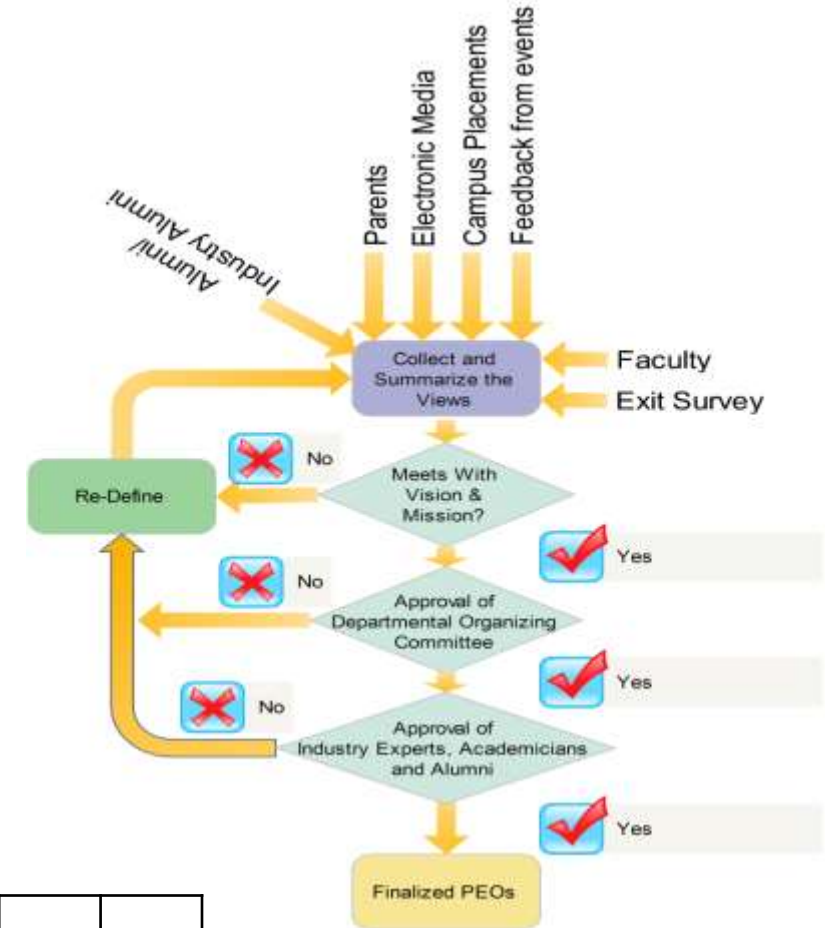 Parents
Electronic Media
Campus Placements
Feedback from events
Alumni/
Industry Alumni
Collect and
Summarize the
Views
Faculty
Exit Survey
No
Re-Define
Meets With
Vision &
Mission?
Yes
No
Approval of
Departmental Organizing
Committee
Yes
No
Approval of
Industry Experts, Academicians
and Alumni
Yes
Finalized PEOs